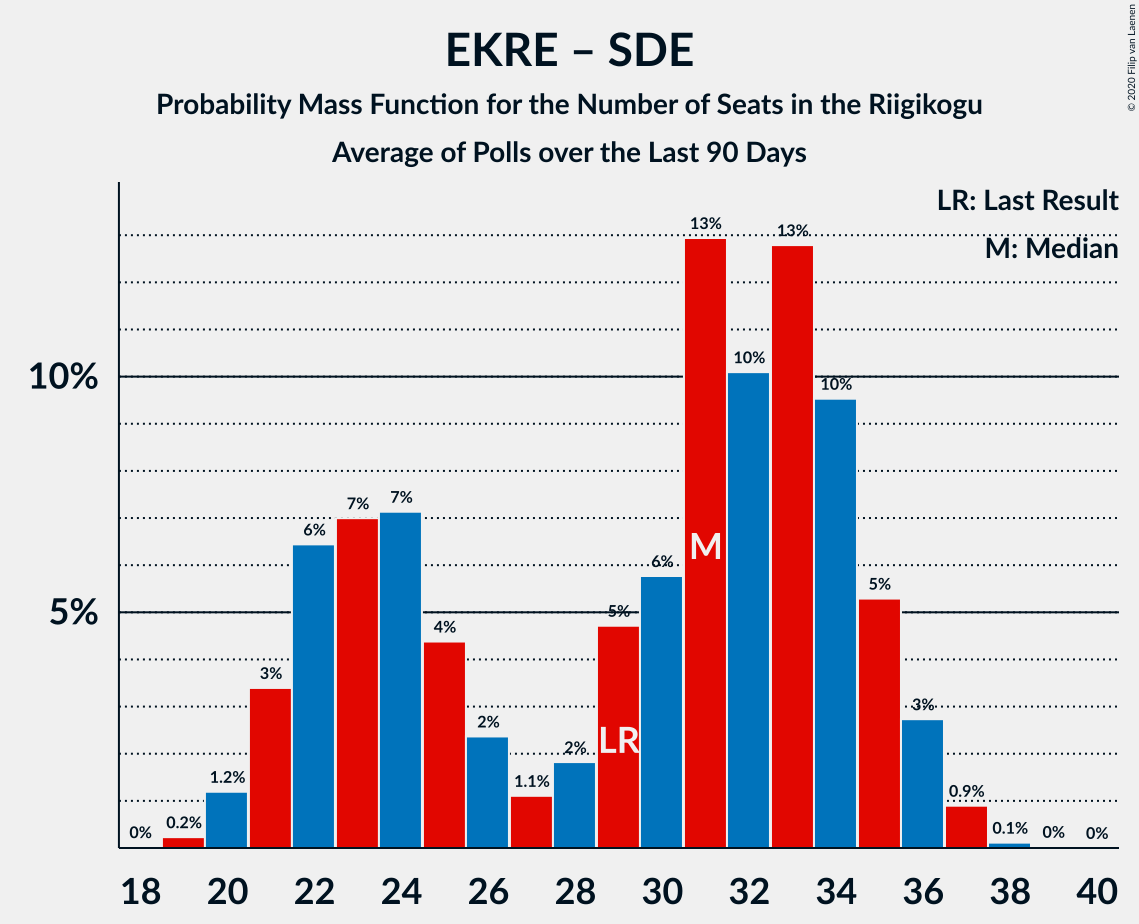 EKRE – SDE
Probability Mass Function for the Number of Seats in the Riigikogu
Average of Polls over the Last 90 Days
© 2020 Filip van Laenen
LR: Last Result
M: Median
10%
5%
0%
0.2%
1.2%
3%
6%
7%
7%
4%
2%
1.1%
2%
5%
6%
13%
10%
13%
10%
5%
3%
0.9%
0.1%
0%
0%
LR
M
18 20 22 24 26 28 30 32 34 36 38 40